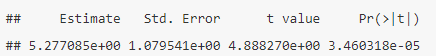 ##     Estimate   Std. Error      t value     Pr(>|t|)
## 5.277085e+00 1.079541e+00 4.888270e+00 3.460318e-05